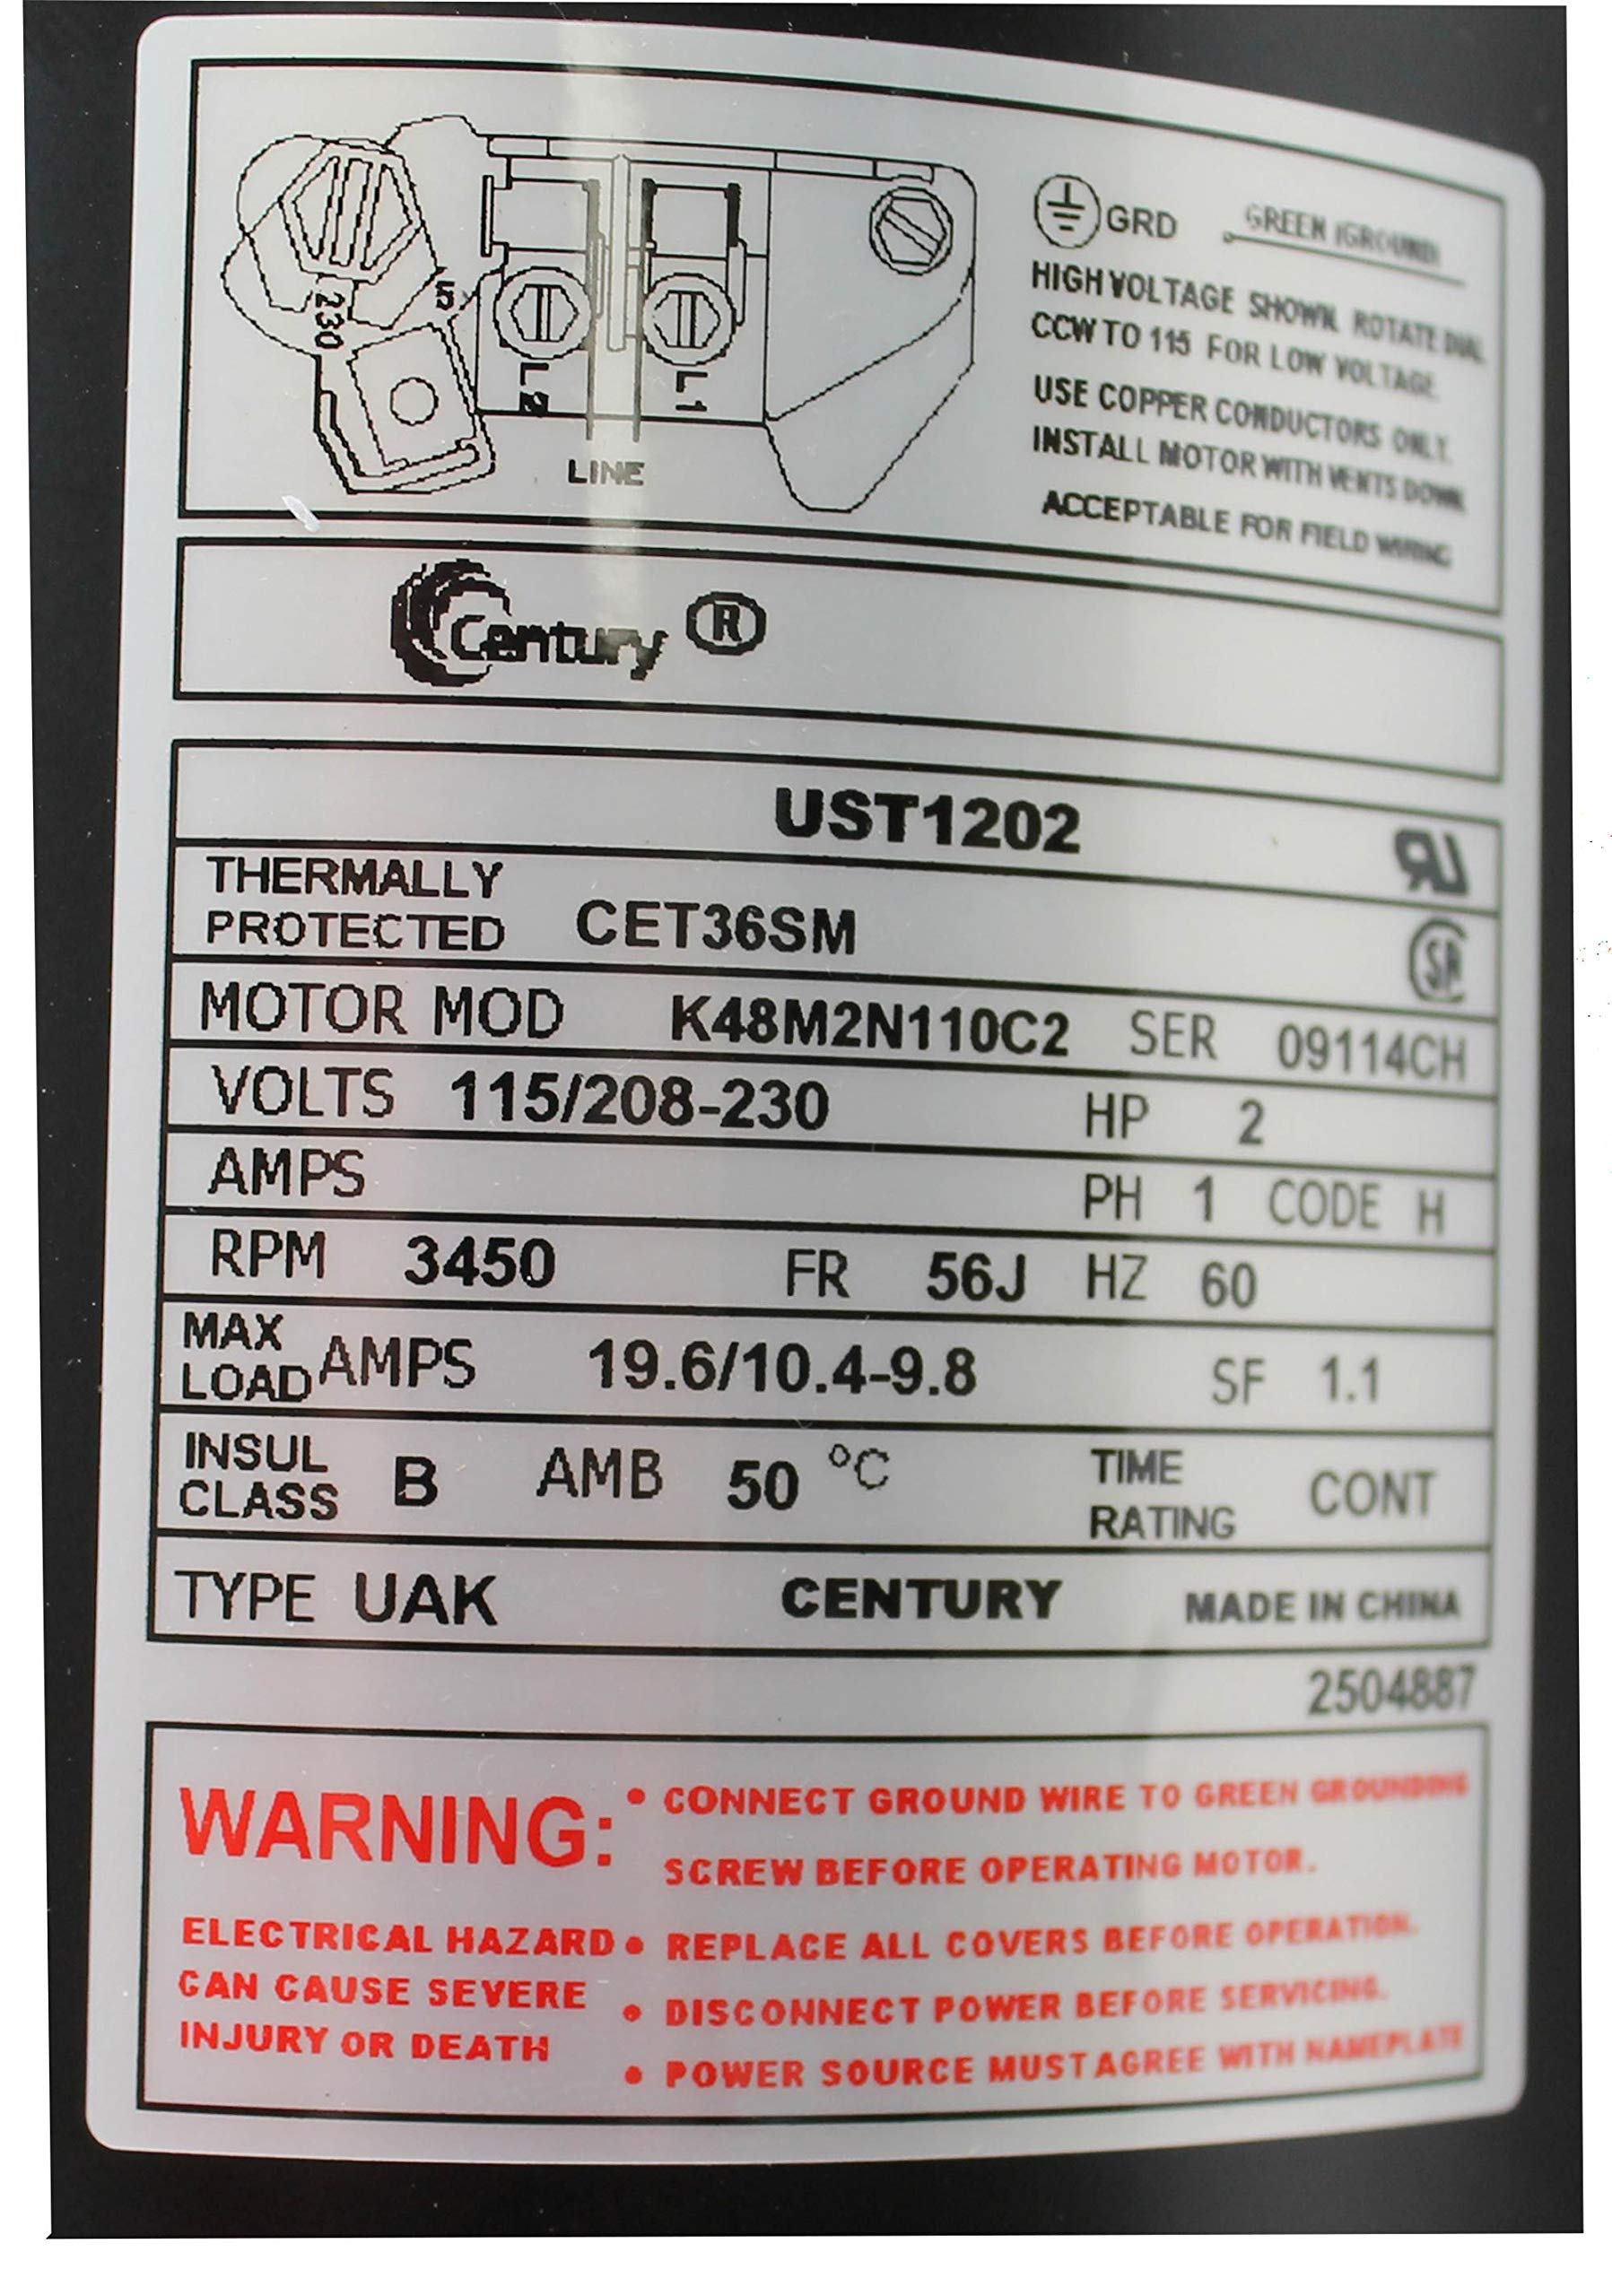 230
15
L2
L1
LINE
GRD GREEN (GROUND)
HIGH VOLTAGE SHOWN. ROTATE DIAL
CCW TO 115 FOR LOW VOLTAGE.
USE COPPER CONDUCTORS ONLY.
INSTALL MOTOR WITH VENTS DOWN.
ACCEPTABLE FOR FIELD WIRING
Century ®
UST1202
THERMALLY
PROTECTED CET36SM
MOTOR MOD K48M2N110C2 SER 09114CH
VOLTS 115/208-230 HP 2
AMPS PH 1 CODE H
RPM 3450 FR 56J HZ 60
MAX
LOAD AMPS 19.6/10.4-9.8 SF 1.1
INSUL
CLASS B AMB 50 °C TIME
RATING CONT
TYPE UAK CENTURY MADE IN CHINA
2504887
WARNING:
ELECTRICAL HAZARD
CAN CAUSE SEVERE
INJURY OR DEATH
• CONNECT GROUND WIRE TO GREEN GROUNDING
SCREW BEFORE OPERATING MOTOR.
• REPLACE ALL COVERS BEFORE OPERATION.
• DISCONNECT POWER BEFORE SERVICING.
• POWER SOURCE MUST AGREE WITH NAMEPLATE